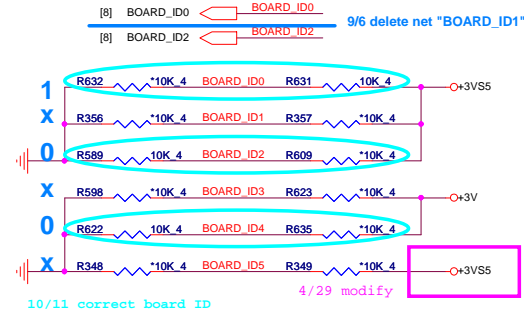 [8] BOARD_ID0 BOARD_ID0
9/6 delete net "BOARD_ID1"
[8] BOARD_ID2 BOARD_ID2
1 R632 *10K_4 BOARD_ID0 R631 10K_4 +3VS5
x R356 *10K_4 BOARD_ID1 R357 *10K_4
0 R589 10K_4 BOARD_ID2 R609 *10K_4
x R598 *10K_4 BOARD_ID3 R623 *10K_4 +3V
0 R622 10K_4 BOARD_ID4 R635 *10K_4
x R348 *10K_4 BOARD_ID5 R349 *10K_4 +3VS5
4/29 modify
10/11 correct board ID